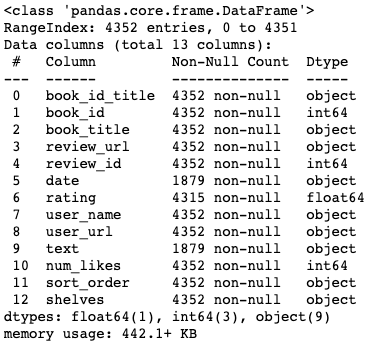 <class 'pandas.core.frame.DataFrame'>
RangeIndex: 4352 entries, 0 to 4351
Data columns (total 13 columns):
 #   Column         Non-Null Count  Dtype
---  ------         --------------  -----
 0   book_id_title  4352 non-null   object
 1   book_id        4352 non-null   int64
 2   book_title     4352 non-null   object
 3   review_url     4352 non-null   object
 4   review_id      4352 non-null   int64
 5   date           1879 non-null   object
 6   rating         4315 non-null   float64
 7   user_name      4352 non-null   object
 8   user_url       4352 non-null   object
 9   text           1879 non-null   object
 10  num_likes      4352 non-null   int64
 11  sort_order     4352 non-null   object
 12  shelves        4352 non-null   object
dtypes: float64(1), int64(3), object(9)
memory usage: 442.1+ KB